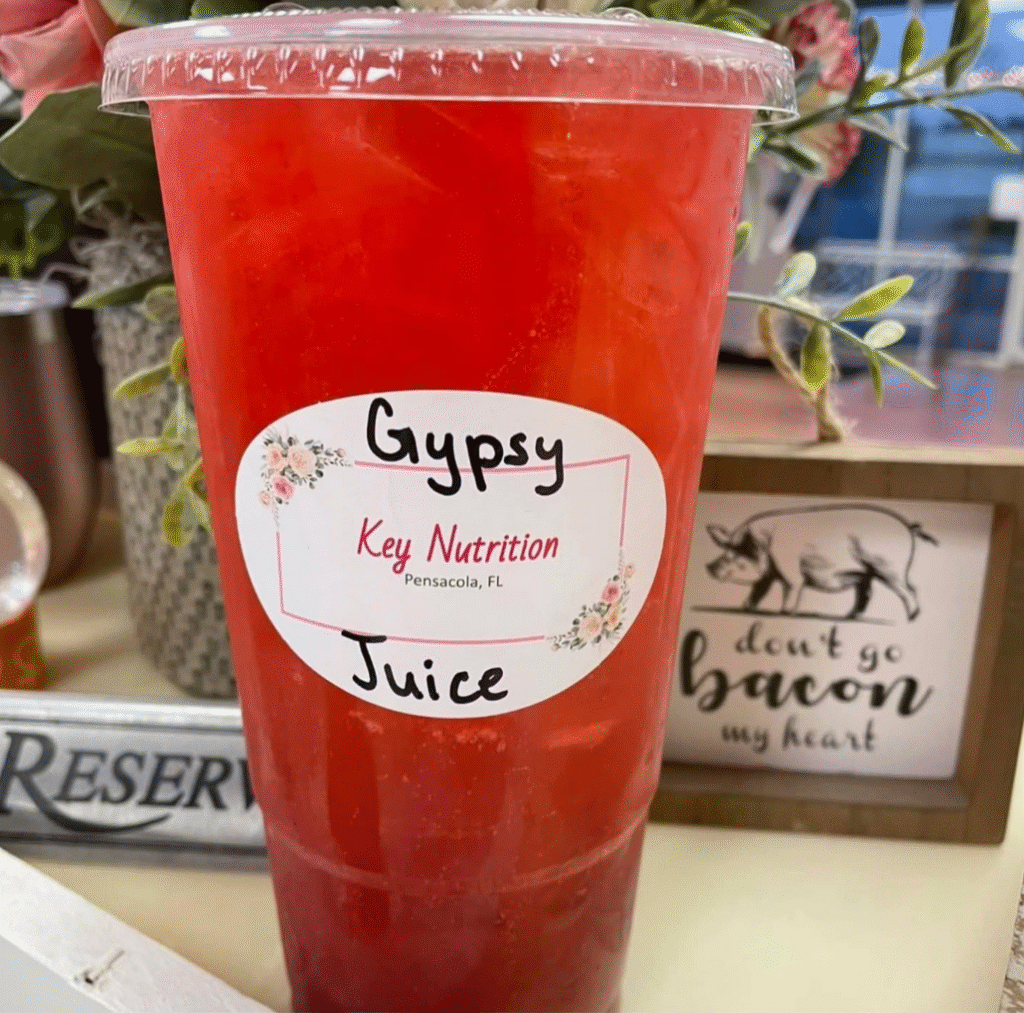 Gypsy
Key Nutrition
Pensacola, FL
Juice
don't go
bacon
my heart